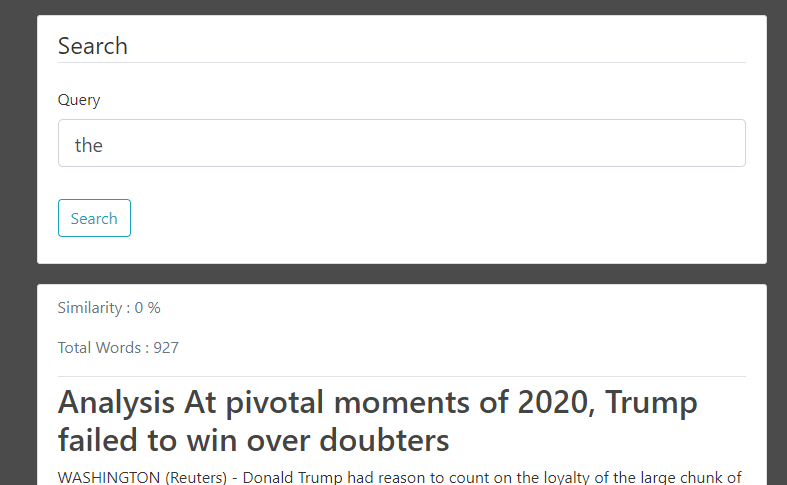 Search
Query
the
Search
Similarity : 0 %
Total Words : 927
Analysis At pivotal moments of 2020, Trump
failed to win over doubters
WASHINGTON (Reuters) - Donald Trump had reason to count on the loyalty of the large chunk of